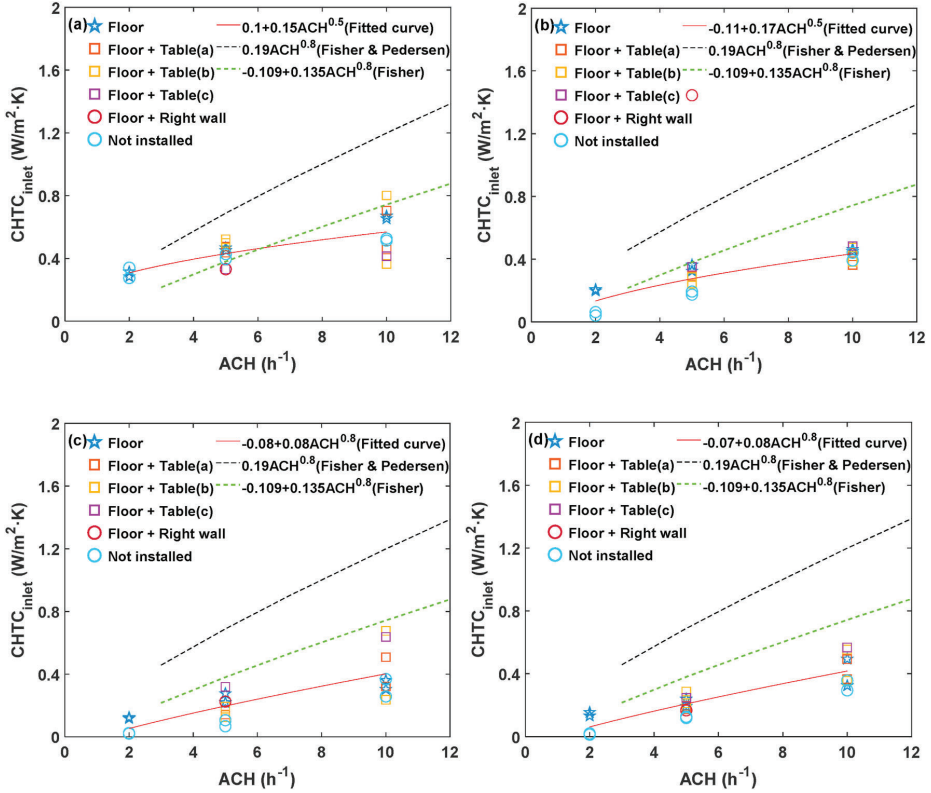 (a) Floor 0.1+0.15ACH^0.5(Fitted curve)
Floor + Table(a) 0.19ACH^0.8(Fisher & Pedersen)
Floor + Table(b) -0.109+0.135ACH^0.8(Fisher)
Floor + Table(c)
Floor + Right wall
Not installed
2
1.6
1.2
0.8
0.4
0
CHTC_inlet (W/m²·K)
0 2 4 6 8 10 12
ACH (h⁻¹)
(b) Floor -0.11+0.17ACH^0.5(Fitted curve)
Floor + Table(a) 0.19ACH^0.8(Fisher & Pedersen)
Floor + Table(b) -0.109+0.135ACH^0.8(Fisher)
Floor + Table(c)
Floor + Right wall
Not installed
2
1.6
1.2
0.8
0.4
0
CHTC_inlet (W/m²·K)
0 2 4 6 8 10 12
ACH (h⁻¹)
(c) Floor -0.08+0.08ACH^0.8(Fitted curve)
Floor + Table(a) 0.19ACH^0.8(Fisher & Pedersen)
Floor + Table(b) -0.109+0.135ACH^0.8(Fisher)
Floor + Table(c)
Floor + Right wall
Not installed
2
1.6
1.2
0.8
0.4
0
CHTC_inlet (W/m²·K)
0 2 4 6 8 10 12
ACH (h⁻¹)
(d) Floor -0.07+0.08ACH^0.8(Fitted curve)
Floor + Table(a) 0.19ACH^0.8(Fisher & Pedersen)
Floor + Table(b) -0.109+0.135ACH^0.8(Fisher)
Floor + Table(c)
Floor + Right wall
Not installed
2
1.6
1.2
0.8
0.4
0
CHTC_inlet (W/m²·K)
0 2 4 6 8 10 12
ACH (h⁻¹)